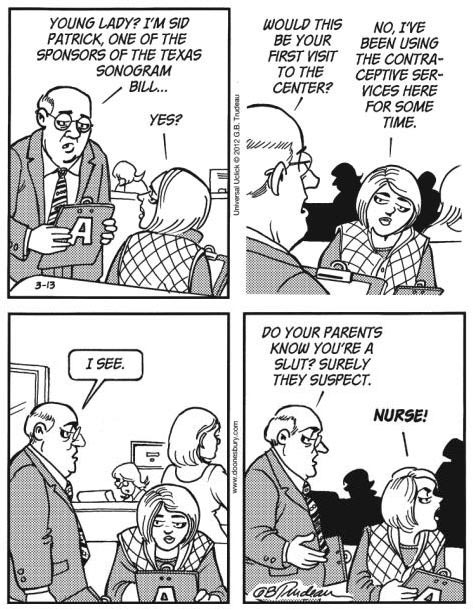 YOUNG LADY? I'M SID
PATRICK, ONE OF THE
SPONSORS OF THE TEXAS
SONOGRAM
BILL...
YES?
A
3-13
Universal Uclick © 2012 G.B. Trudeau
WOULD THIS
BE YOUR
FIRST VISIT
TO THE
CENTER?
NO, I'VE
BEEN USING
THE CONTRA-
CEPTIVE SER-
VICES HERE
FOR SOME
TIME.
I SEE.
A
www.doonesbury.com
DO YOUR PARENTS
KNOW YOU'RE A
SLUT? SURELY
THEY SUSPECT.
NURSE!
A
GB Trudeau